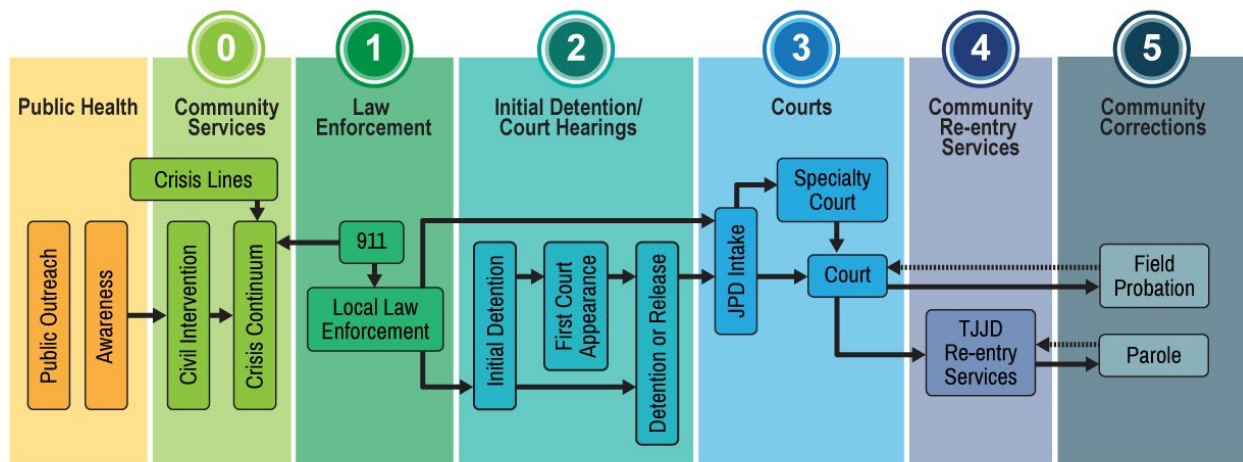 0
1
2
3
4
5
Public Health
Community
Services
Law
Enforcement
Initial Detention/
Court Hearings
Courts
Community
Re-entry
Services
Community
Corrections
Crisis Lines
Public Outreach
Awareness
Civil Intervention
Crisis Continuum
911
Local Law
Enforcement
Initial Detention
First Court
Appearance
Detention or Release
JPD Intake
Specialty
Court
Court
TJJD
Re-entry
Services
Field
Probation
Parole